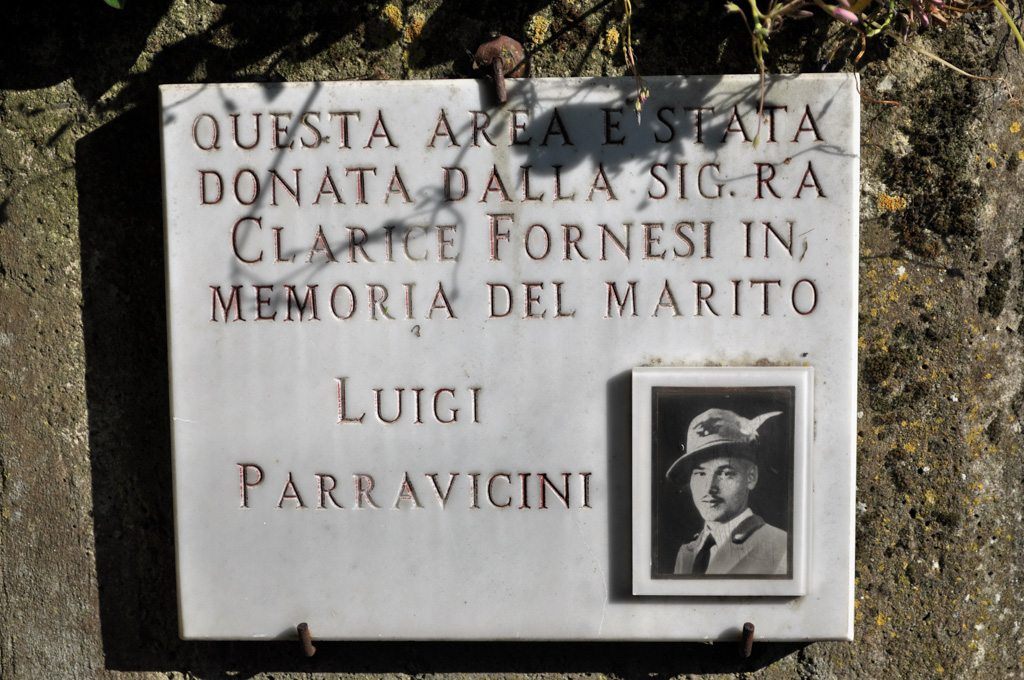 QUESTA AREA E' STATA
DONATA DALLA SIG. RA
CLARICE FORNESI IN,
MEMORIA DEL MARITO
LUIGI
PARRAVICINI